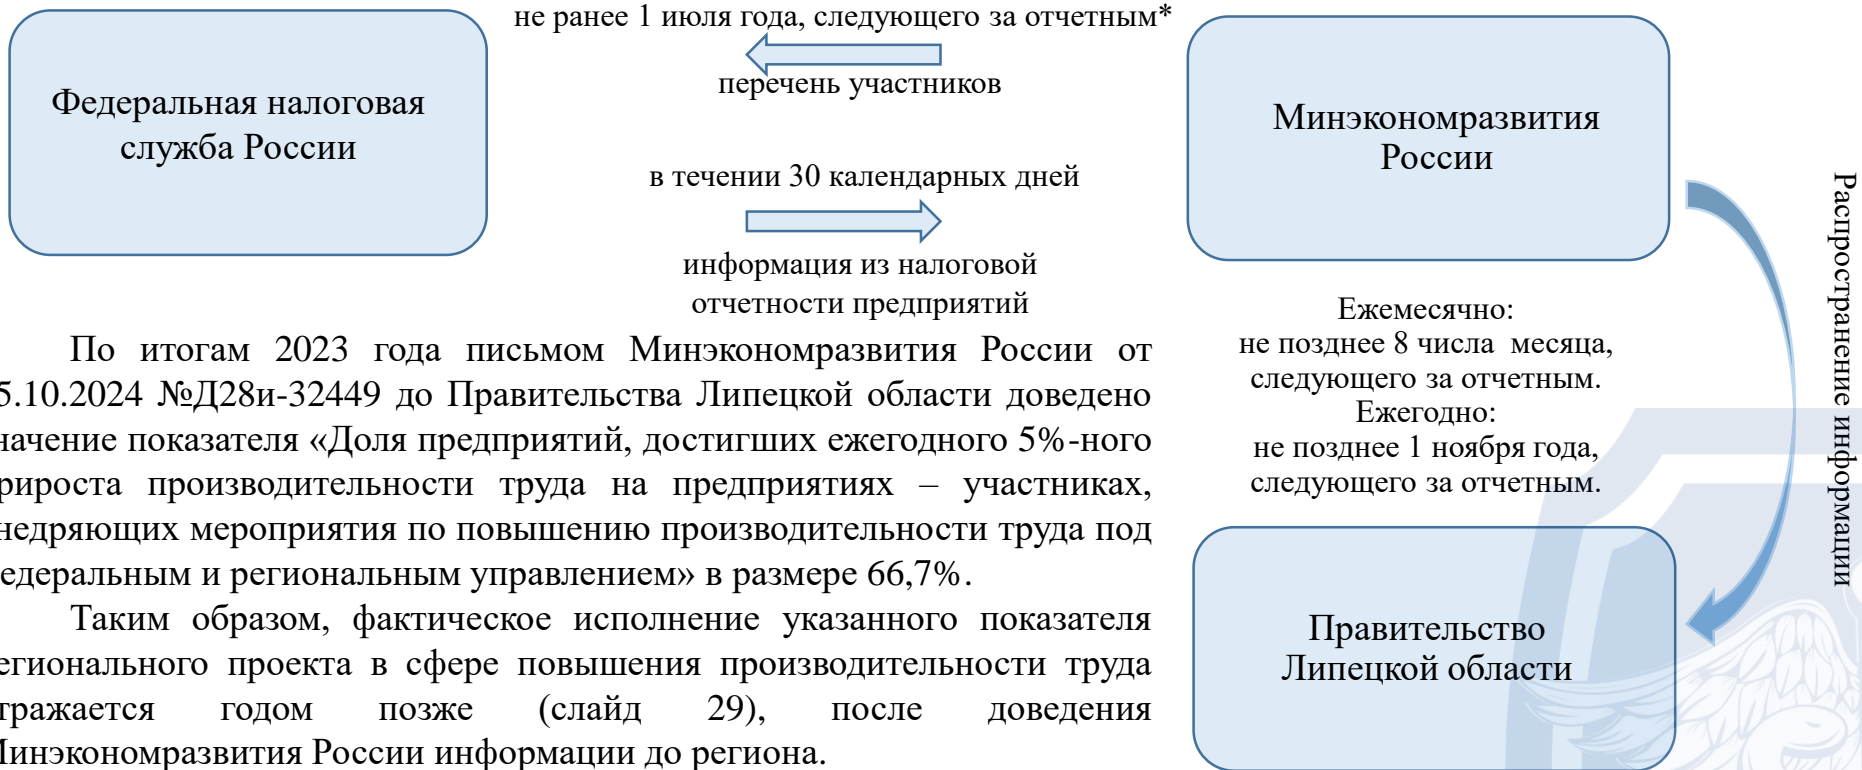 не ранее 1 июля года, следующего за отчетным*
Федеральная налоговая
служба России
перечень участников
Минэкономразвития
России
в течении 30 календарных дней
информация из налоговой
отчетности предприятий
Распространение информации
Ежемесячно:
не позднее 8 числа месяца,
следующего за отчетным.
Ежегодно:
не позднее 1 ноября года,
следующего за отчетным.
По итогам 2023 года письмом Минэкономразвития России от
5.10.2024 №Д28и-32449 до Правительства Липецкой области доведено
начение показателя «Доля предприятий, достигших ежегодного 5%-ного
рироста производительности труда на предприятиях – участниках,
недряющих мероприятия по повышению производительности труда под
едеральным и региональным управлением» в размере 66,7%.
Таким образом, фактическое исполнение указанного показателя
егионального проекта в сфере повышения производительности труда
тражается годом позже (слайд 29), после доведения
Минэкономразвития России информации до региона.
Правительство
Липецкой области